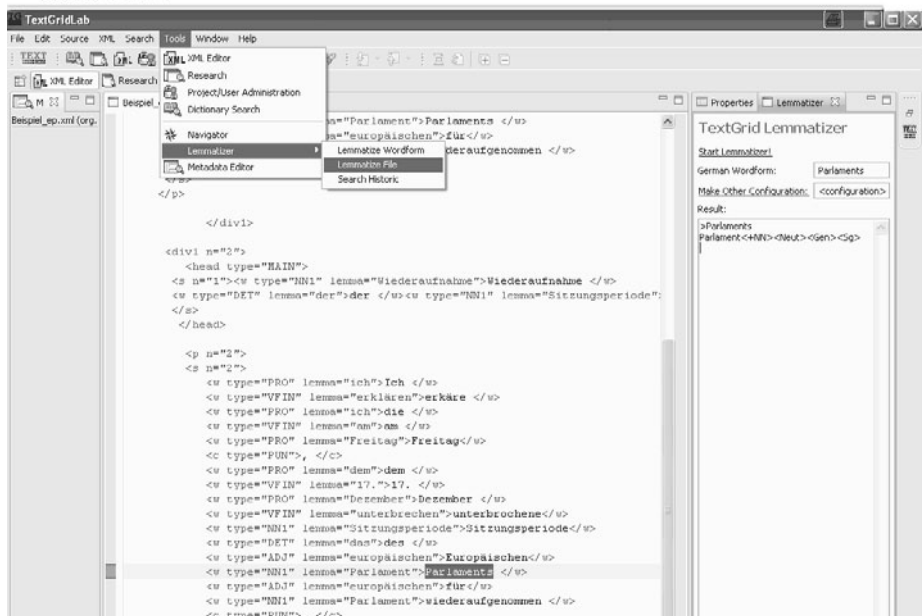 TextGridLab
File Edit Source XML Search Tools Window Help
TEXT XML
XML Editor Research
XML Editor
Research
Project/User Administration
Dictionary Search
Navigator
Lemmatizer
Metadata Editor
Lemmatize Wordform
Lemmatize File
Search Historic
M
Beispiel_ep.xml (org.
Beispiel_
="Parlament">Parlaments </w>
="europäischen">für</w>
deraufgenommen </w>
</s>
</p>
</div1>
<div1 n="2">
<head type="MAIN">
<s n="1"><w type="NN1" lemma="Wiederaufnahme">Wiederaufnahme </w>
<w type="DET" lemma="der">der </w><w type="NN1" lemma="Sitzungsperiode":
</s>
</head>
<p n="2">
<s n="2">
<w type="PRO" lemma="ich">Ich </w>
<w type="VFIN" lemma="erklären">erkäre </w>
<w type="PRO" lemma="ich">die </w>
<w type="VFIN" lemma="am">am </w>
<w type="PRO" lemma="Freitag">Freitag</w>
<c type="PUN">, </c>
<w type="PRO" lemma="dem">dem </w>
<w type="VFIN" lemma="17.">17. </w>
<w type="PRO" lemma="Dezember">Dezember </w>
<w type="VFIN" lemma="unterbrechen">unterbrochene</w>
<w type="NN1" lemma="Sitzungsperiode">Sitzungsperiode</w>
<w type="DET" lemma="das">des </w>
<w type="ADJ" lemma="europäischen">Europäischen</w>
<w type="NN1" lemma="Parlament">Parlaments </w>
<w type="ADJ" lemma="europäischen">für</w>
<w type="NN1" lemma="Parlament">wiederaufgenommen </w>
<c type="PUN">, </c>
Properties Lemmatizer
TextGrid Lemmatizer
Start Lemmatizer!
German Wordform: Parlaments
Make Other Configuration: <configuration>
Result:
>Parlaments
Parlament<+NN><Neut><Gen><Sg>